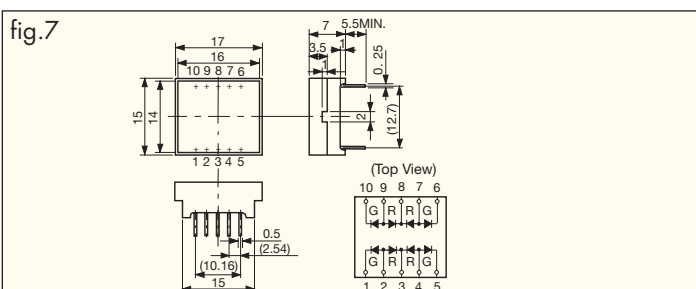 fig.7
7
5.5MIN.
17
3.5
1
0. 25
16
1
10 9 8 7 6
15
14
2
(12.7)
1 2 3 4 5
(Top View)
10 9 8 7 6
G R R G
0.5
(2.54)
(10.16)
15
G R R G
1 2 3 4 5